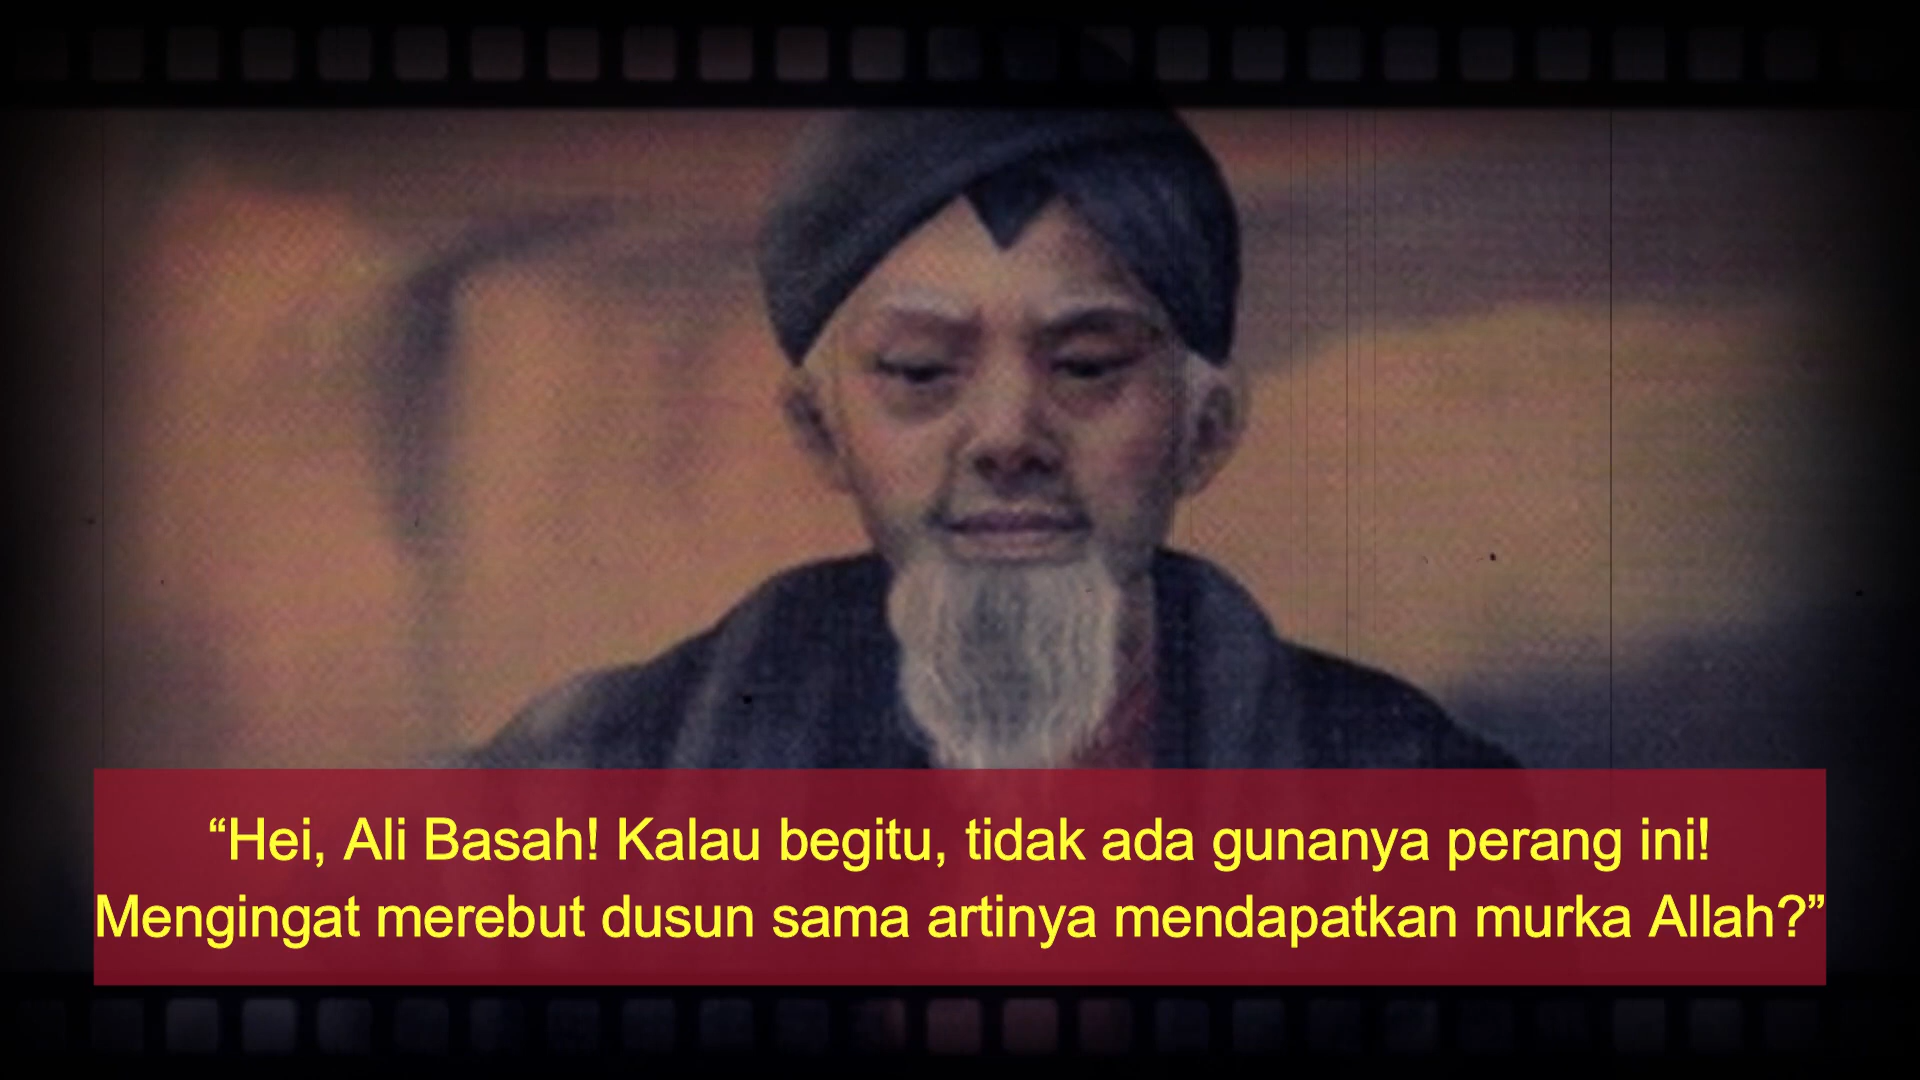 “Hei, Ali Basah! Kalau begitu, tidak ada gunanya perang ini!
Mengingat merebut dusun sama artinya mendapatkan murka Allah?”